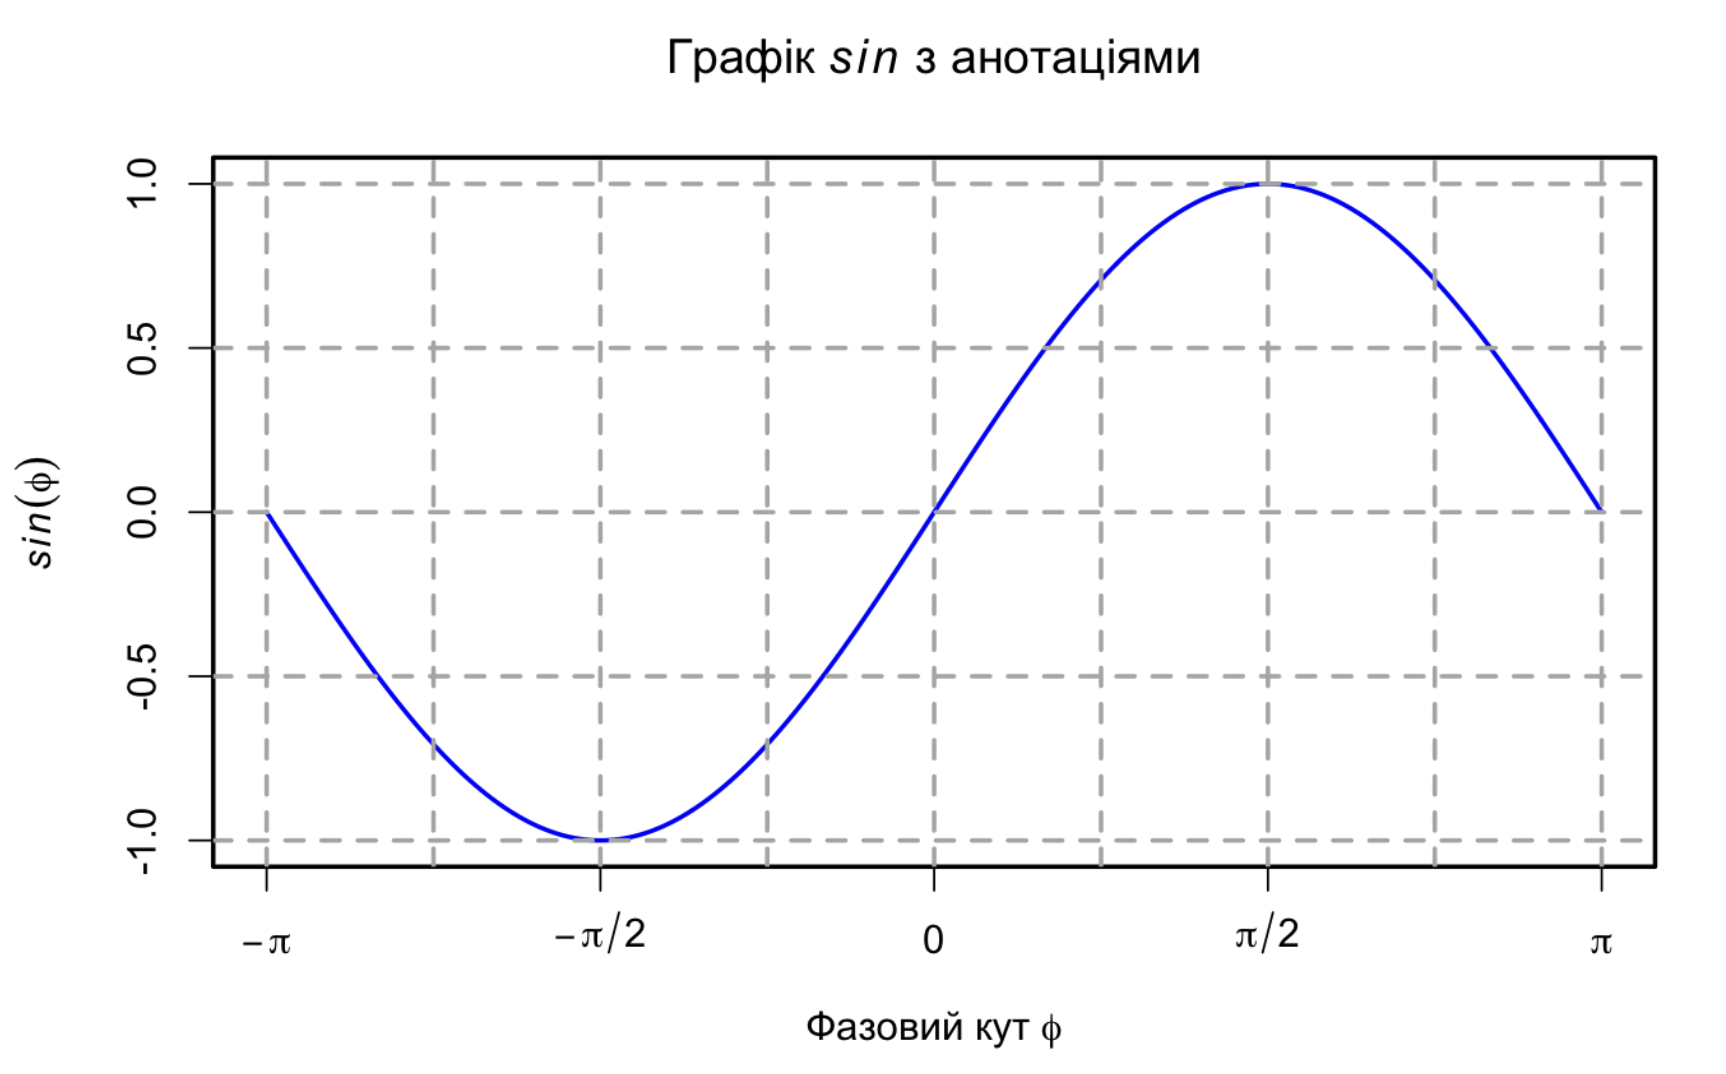 Графік sin з анотаціями
1.0
0.5
0.0
-0.5
-1.0
sin(ϕ)
−π
−π/2
0
π/2
π
Фазовий кут ϕ